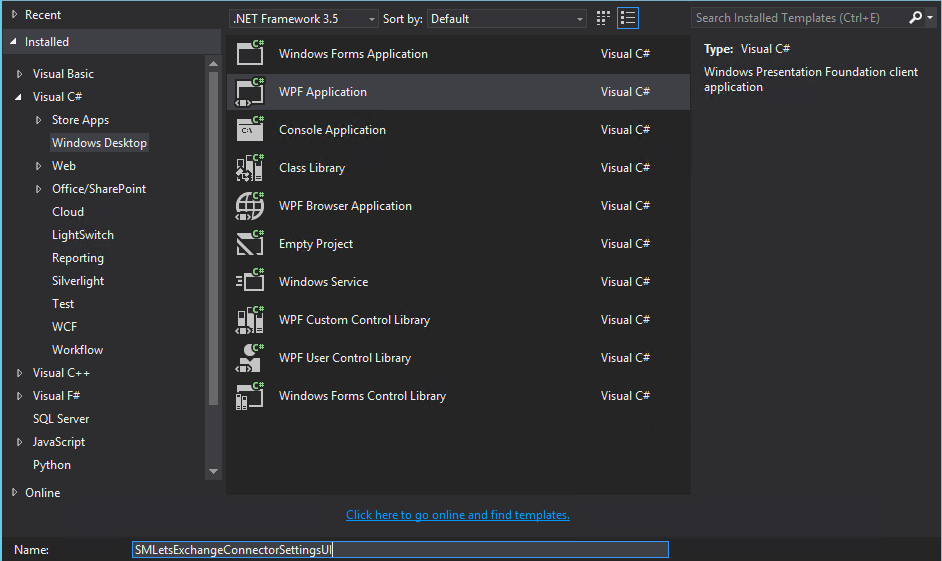 Recent
Installed
Visual Basic
Visual C#
Store Apps
Windows Desktop
Web
Office/SharePoint
Cloud
LightSwitch
Reporting
Silverlight
Test
WCF
Workflow
Visual C++
Visual F#
SQL Server
JavaScript
Python
Online
.NET Framework 3.5 Sort by: Default
C# Windows Forms Application Visual C#
C# WPF Application Visual C#
C# C:\ Console Application Visual C#
C# Class Library Visual C#
C# WPF Browser Application Visual C#
C# Empty Project Visual C#
C# Windows Service Visual C#
C# WPF Custom Control Library Visual C#
C# WPF User Control Library Visual C#
C# Windows Forms Control Library Visual C#
Click here to go online and find templates.
Search Installed Templates (Ctrl+E)
Type: Visual C#
Windows Presentation Foundation client
application
Name: SMLetsExchangeConnectorSettingsUI